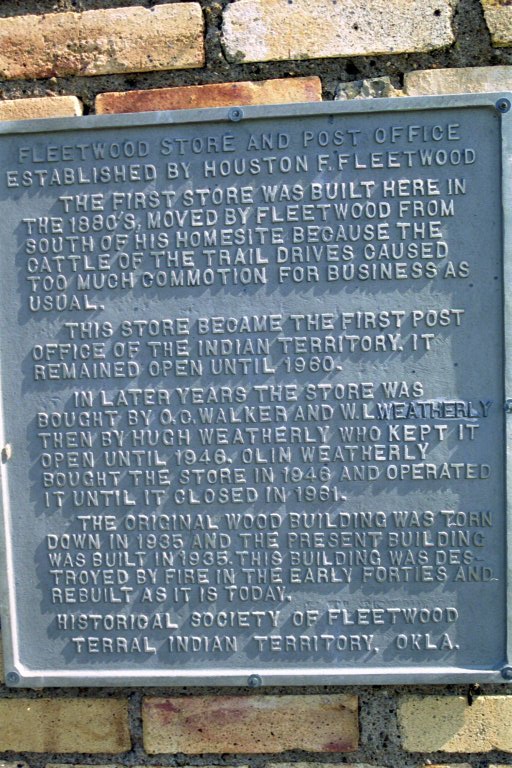 FLEETWOOD STORE AND POST OFFICE
ESTABLISHED BY HOUSTON F. FLEETWOOD
THE FIRST STORE WAS BUILT HERE IN
THE 1880'S, MOVED BY FLEETWOOD FROM
SOUTH OF HIS HOMESITE BECAUSE THE
CATTLE OF THE TRAIL DRIVES CAUSED
TOO MUCH COMMOTION FOR BUSINESS AS
USUAL.
THIS STORE BECAME THE FIRST POST
OFFICE OF THE INDIAN TERRITORY. IT
REMAINED OPEN UNTIL 1960.
IN LATER YEARS THE STORE WAS
BOUGHT BY O.C. WALKER AND W.L. WEATHERLY
THEN BY HUGH WEATHERLY WHO KEPT IT
OPEN UNTIL 1946. OLIN WEATHERLY
BOUGHT THE STORE IN 1946 AND OPERATED
IT UNTIL IT CLOSED IN 1961.
THE ORIGINAL WOOD BUILDING WAS TORN
DOWN IN 1935 AND THE PRESENT BUILDING
WAS BUILT IN 1935. THIS BUILDING WAS DES-
TROYED BY FIRE IN THE EARLY FORTIES AND
REBUILT AS IT IS TODAY.
HISTORICAL SOCIETY OF FLEETWOOD
TERRAL INDIAN TERRITORY, OKLA.